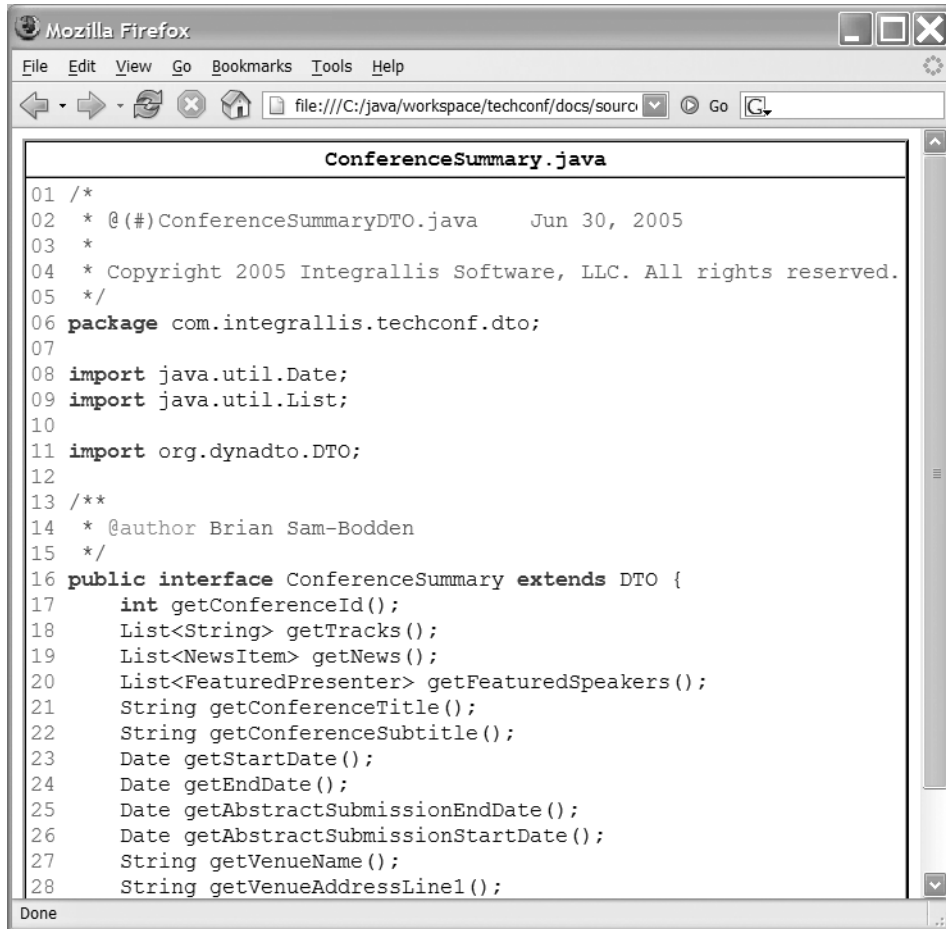 Mozilla Firefox
File Edit View Go Bookmarks Tools Help
file:///C:/java/workspace/techconf/docs/sourc Go G
ConferenceSummary.java
01 /*
02  * @(#)ConferenceSummaryDTO.java    Jun 30, 2005
03  *
04  * Copyright 2005 Integrallis Software, LLC. All rights reserved.
05  */
06 package com.integrallis.techconf.dto;
07
08 import java.util.Date;
09 import java.util.List;
10
11 import org.dynadto.DTO;
12
13 /**
14  * @author Brian Sam-Bodden
15  */
16 public interface ConferenceSummary extends DTO {
17     int getConferenceId();
18     List<String> getTracks();
19     List<NewsItem> getNews();
20     List<FeaturedPresenter> getFeaturedSpeakers();
21     String getConferenceTitle();
22     String getConferenceSubtitle();
23     Date getStartDate();
24     Date getEndDate();
25     Date getAbstractSubmissionEndDate();
26     Date getAbstractSubmissionStartDate();
27     String getVenueName();
28     String getVenueAddressLine1();
Done